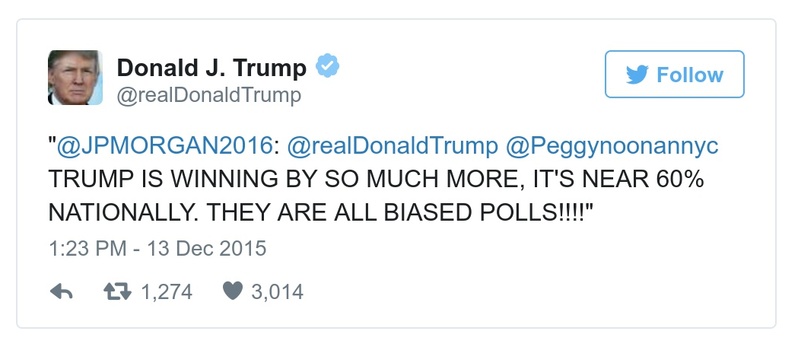 Donald J. Trump
@realDonaldTrump
Follow
"@JPMORGAN2016: @realDonaldTrump @Peggynoonannyc
TRUMP IS WINNING BY SO MUCH MORE, IT'S NEAR 60%
NATIONALLY. THEY ARE ALL BIASED POLLS!!!!"
1:23 PM - 13 Dec 2015
1,274 3,014